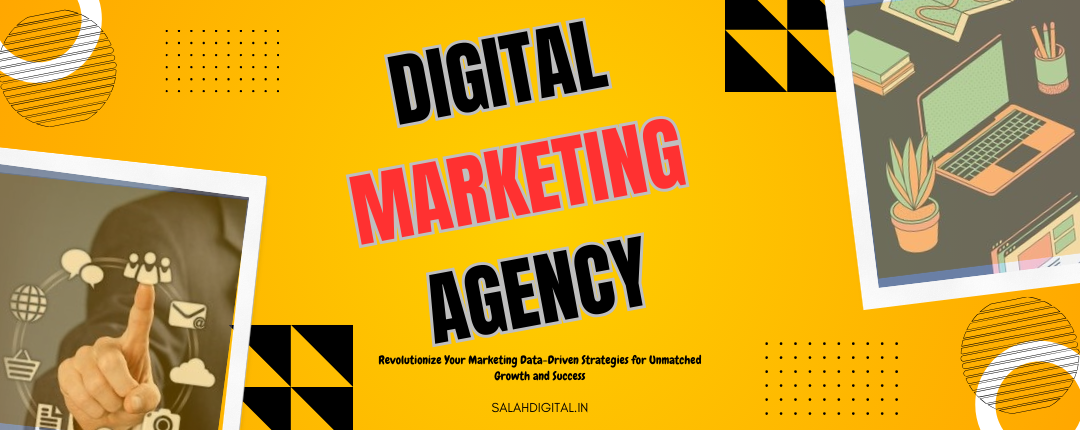 DIGITAL
MARKETING
AGENCY
Revolutionize Your Marketing Data-Driven Strategies for Unmatched
Growth and Success
SALAHDIGITAL.IN